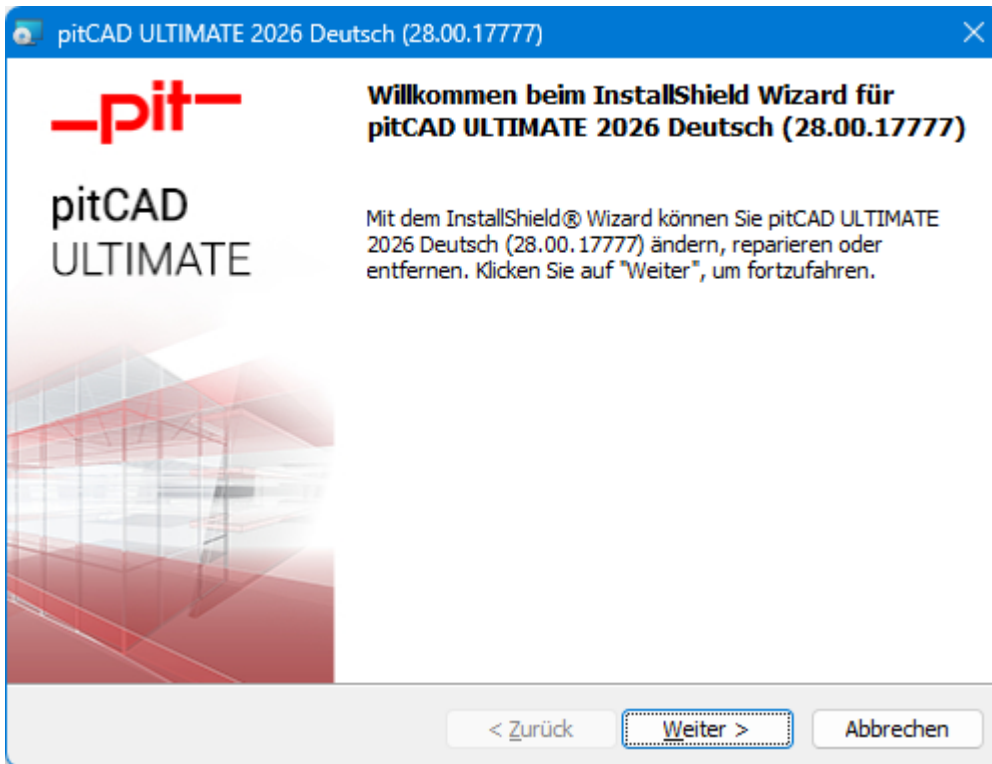 pitCAD ULTIMATE 2026 Deutsch (28.00.17777)
pit
pitCAD
ULTIMATE
Willkommen beim InstallShield Wizard für
pitCAD ULTIMATE 2026 Deutsch (28.00.17777)
Mit dem InstallShield® Wizard können Sie pitCAD ULTIMATE
2026 Deutsch (28.00.17777) ändern, reparieren oder
entfernen. Klicken Sie auf "Weiter", um fortzufahren.
< Zurück
Weiter >
Abbrechen